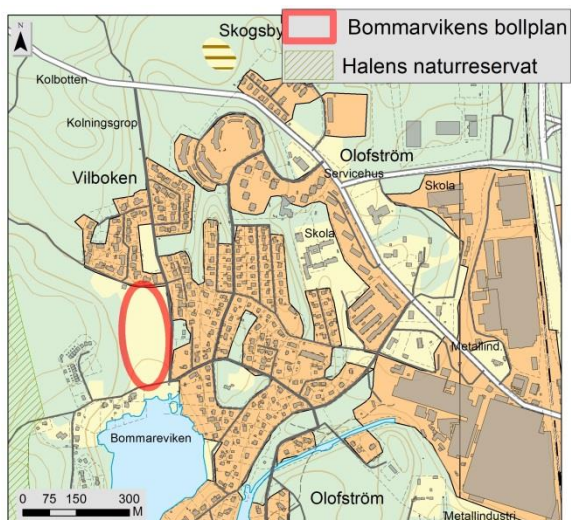 N
Skogsby
Bommarvikens bollplan
Halens naturreservat
Kolbotten
Kolningsgrop
Olofström
Servicehus
Vilboken
Skola
Skola
Metallind.
Bommareviken
Olofström
Metallindustri
0 75 150 300
M